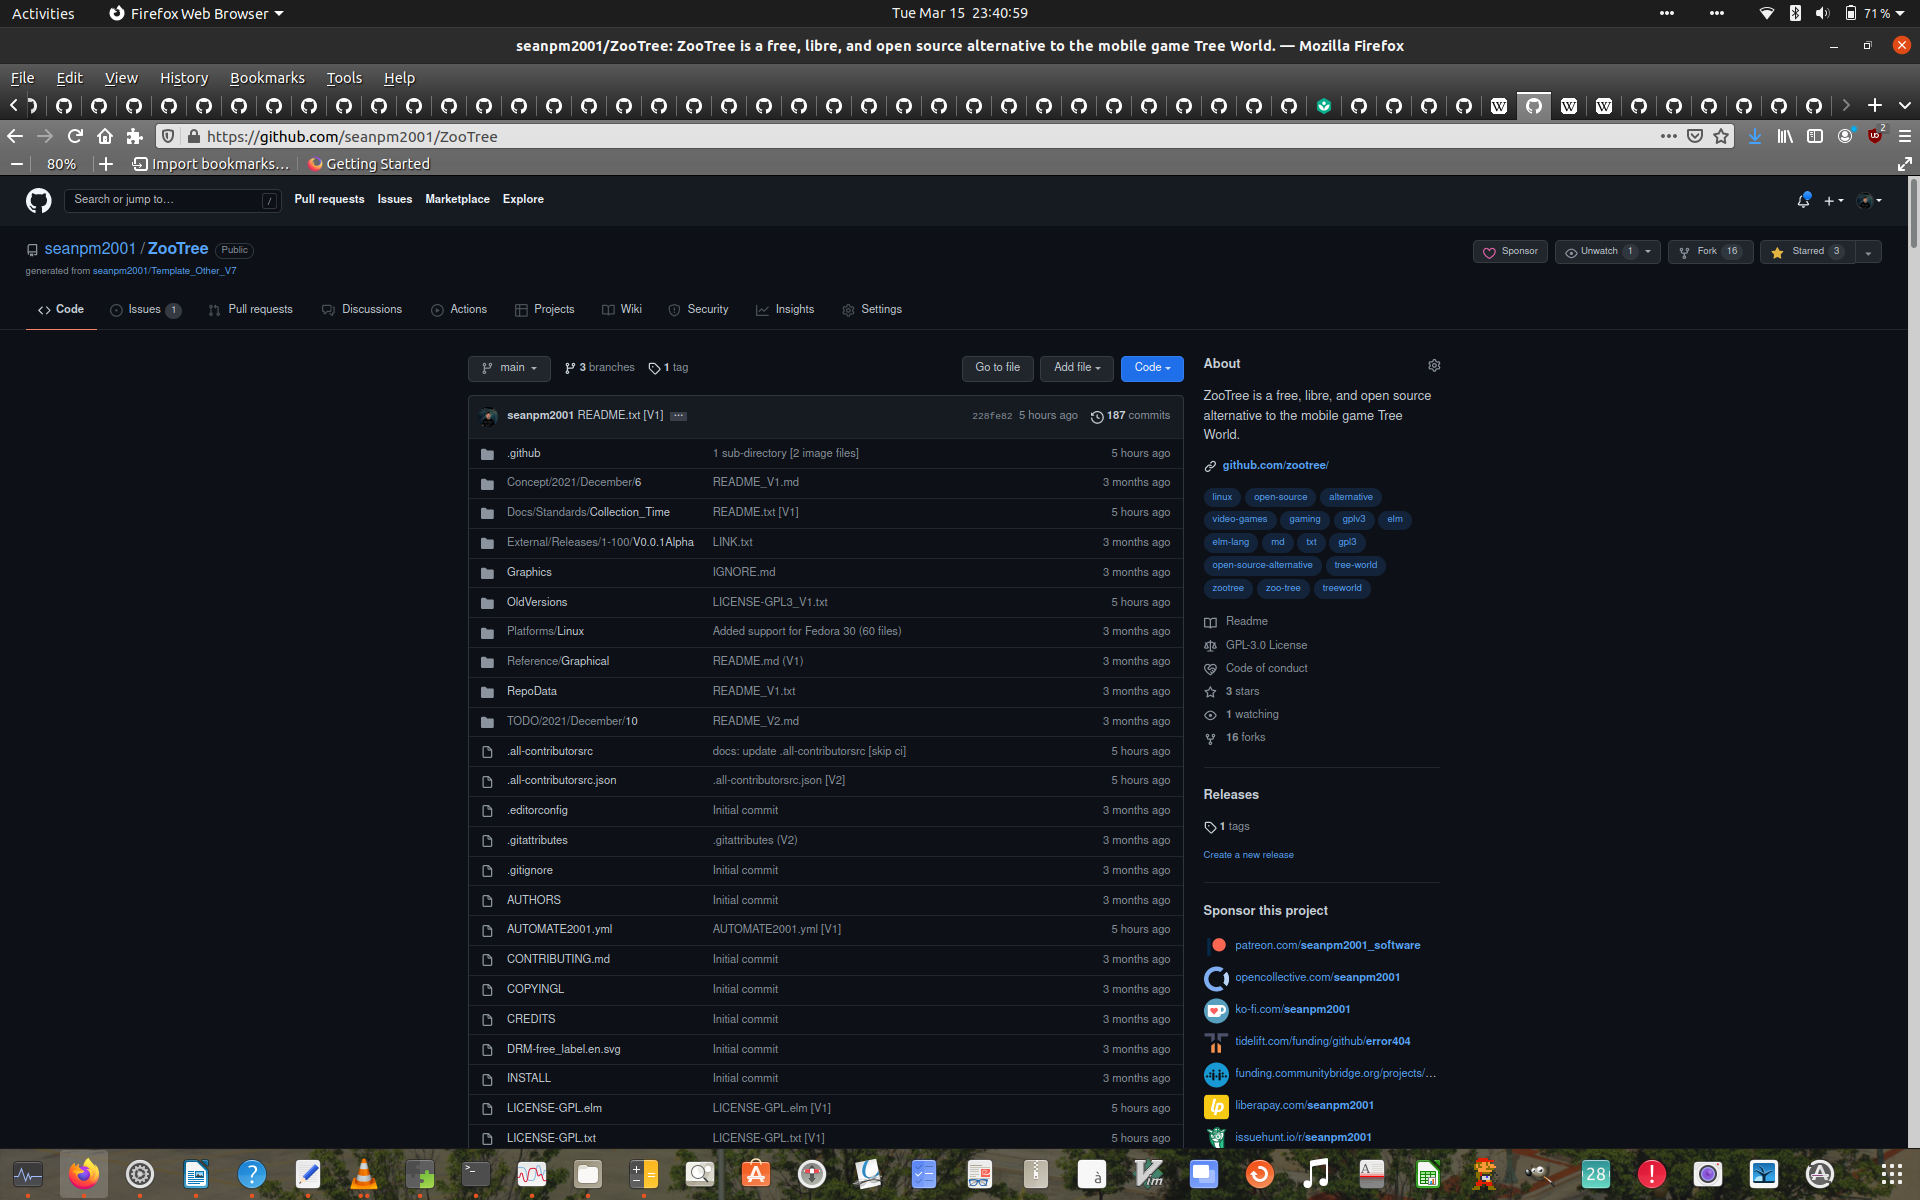 Activities
Firefox Web Browser
Tue Mar 15 23:40:59
71 %
seanpm2001/ZooTree: ZooTree is a free, libre, and open source alternative to the mobile game Tree World. — Mozilla Firefox
File Edit View History Bookmarks Tools Help
https://github.com/seanpm2001/ZooTree
2
80%
Import bookmarks...
Getting Started
Search or jump to...
/
Pull requests Issues Marketplace Explore
seanpm2001 / ZooTree Public
generated from seanpm2001/Template_Other_V7
Sponsor
Unwatch 1
Fork 16
Starred 3
Code
Issues 1
Pull requests
Discussions
Actions
Projects
Wiki
Security
Insights
Settings
main
3 branches
1 tag
Go to file
Add file
Code
seanpm2001 README.txt [V1]
228fe82 5 hours ago
187 commits
.github 1 sub-directory [2 image files] 5 hours ago
Concept/2021/December/6 README_V1.md 3 months ago
Docs/Standards/Collection_Time README.txt [V1] 5 hours ago
External/Releases/1-100/V0.0.1Alpha LINK.txt 3 months ago
Graphics IGNORE.md 3 months ago
OldVersions LICENSE-GPL3_V1.txt 5 hours ago
Platforms/Linux Added support for Fedora 30 (60 files) 3 months ago
Reference/Graphical README.md (V1) 3 months ago
RepoData README_V1.txt 3 months ago
TODO/2021/December/10 README_V2.md 3 months ago
.all-contributorsrc docs: update .all-contributorsrc [skip ci] 5 hours ago
.all-contributorsrc.json .all-contributorsrc.json [V2] 5 hours ago
.editorconfig Initial commit 3 months ago
.gitattributes .gitattributes (V2) 3 months ago
.gitignore Initial commit 3 months ago
AUTHORS Initial commit 3 months ago
AUTOMATE2001.yml AUTOMATE2001.yml [V1] 5 hours ago
CONTRIBUTING.md Initial commit 3 months ago
COPYINGL Initial commit 3 months ago
CREDITS Initial commit 3 months ago
DRM-free_label.en.svg Initial commit 3 months ago
INSTALL Initial commit 3 months ago
LICENSE-GPL.elm LICENSE-GPL.elm [V1] 5 hours ago
LICENSE-GPL.txt LICENSE-GPL.txt [V1] 5 hours ago
About
ZooTree is a free, libre, and open source
alternative to the mobile game Tree
World.
github.com/zootree/
linux open-source alternative
video-games gaming gplv3 elm
elm-lang md txt gpl3
open-source-alternative tree-world
zootree zoo-tree treeworld
Readme
GPL-3.0 License
Code of conduct
3 stars
1 watching
16 forks
Releases
1 tags
Create a new release
Sponsor this project
patreon.com/seanpm2001_software
opencollective.com/seanpm2001
ko-fi.com/seanpm2001
tidelift.com/funding/github/error404
funding.communitybridge.org/projects/...
liberapay.com/seanpm2001
issuehunt.io/r/seanpm2001
28